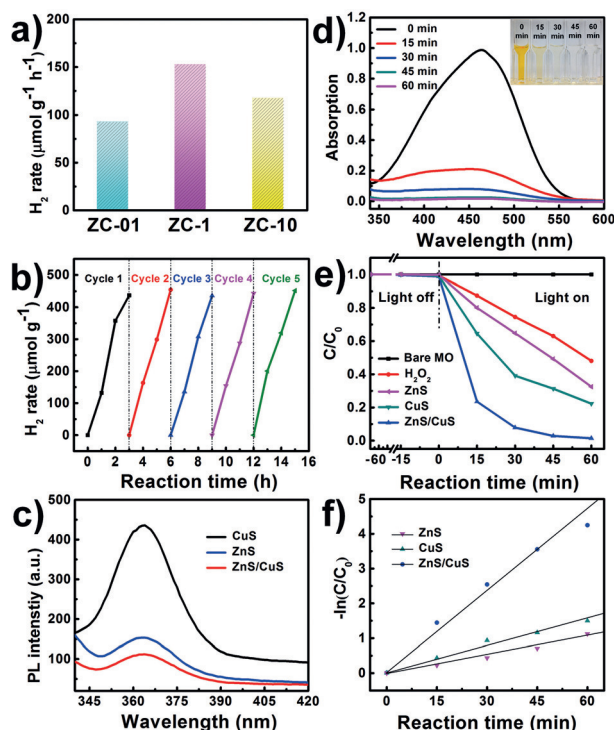 a)
H₂ rate (μmol g⁻¹ h⁻¹)
200
150
100
50
0
ZC-01 ZC-1 ZC-10
b)
H₂ rate (μmol g⁻¹)
450
400
350
300
250
200
150
100
50
0
Cycle 1 Cycle 2 Cycle 3 Cycle 4 Cycle 5
0 2 4 6 8 10 12 14 16
Reaction time (h)
c)
PL intenstiy (a.u.)
500
400
300
200
100
CuS
ZnS
ZnS/CuS
345 360 375 390 405 420
Wavelength (nm)
d)
Absorption
1.2
1.0
0.8
0.6
0.4
0.2
0.0
0 min
15 min
30 min
45 min
60 min
0 15 30 45 60
min min min min min
350 400 450 500 550 600
Wavelength (nm)
e)
C/C₀
1.0
0.8
0.6
0.4
0.2
0.0
Light off Light on
Bare MO
H₂O₂
ZnS
CuS
ZnS/CuS
-60 -15 0 15 30 45 60
Reaction time (min)
f)
-ln(C/C₀)
5
4
3
2
1
0
ZnS
CuS
ZnS/CuS
0 15 30 45 60
Reaction time (min)